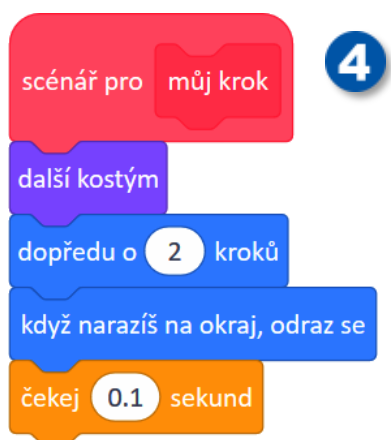 scénář pro můj krok 4
další kostým
dopředu o 2 kroků
když narazíš na okraj, odraz se
čekej 0.1 sekund